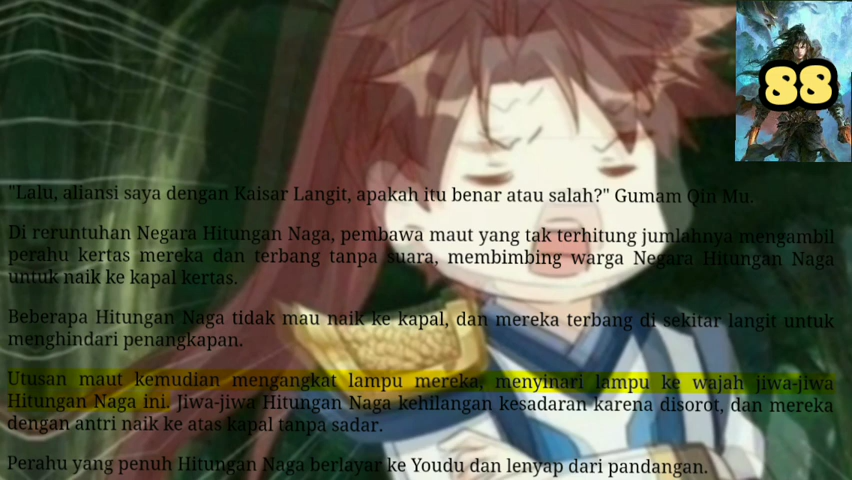 88
"Lalu, aliansi saya dengan Kaisar Langit, apakah itu benar atau salah?" Gumam Qin Mu.
Di reruntuhan Negara Hitungan Naga, pembawa maut yang tak terhitung jumlahnya mengambil
perahu kertas mereka dan terbang tanpa suara, membimbing warga Negara Hitungan Naga
untuk naik ke kapal kertas.
Beberapa Hitungan Naga tidak mau naik ke kapal, dan mereka terbang di sekitar langit untuk
menghindari penangkapan.
Utusan maut kemudian mengangkat lampu mereka, menyinari lampu ke wajah jiwa-jiwa
Hitungan Naga ini. Jiwa-jiwa Hitungan Naga kehilangan kesadaran karena disorot, dan mereka
dengan antri naik ke atas kapal tanpa sadar.
Perahu yang penuh Hitungan Naga berlayar ke Youdu dan lenyap dari pandangan.